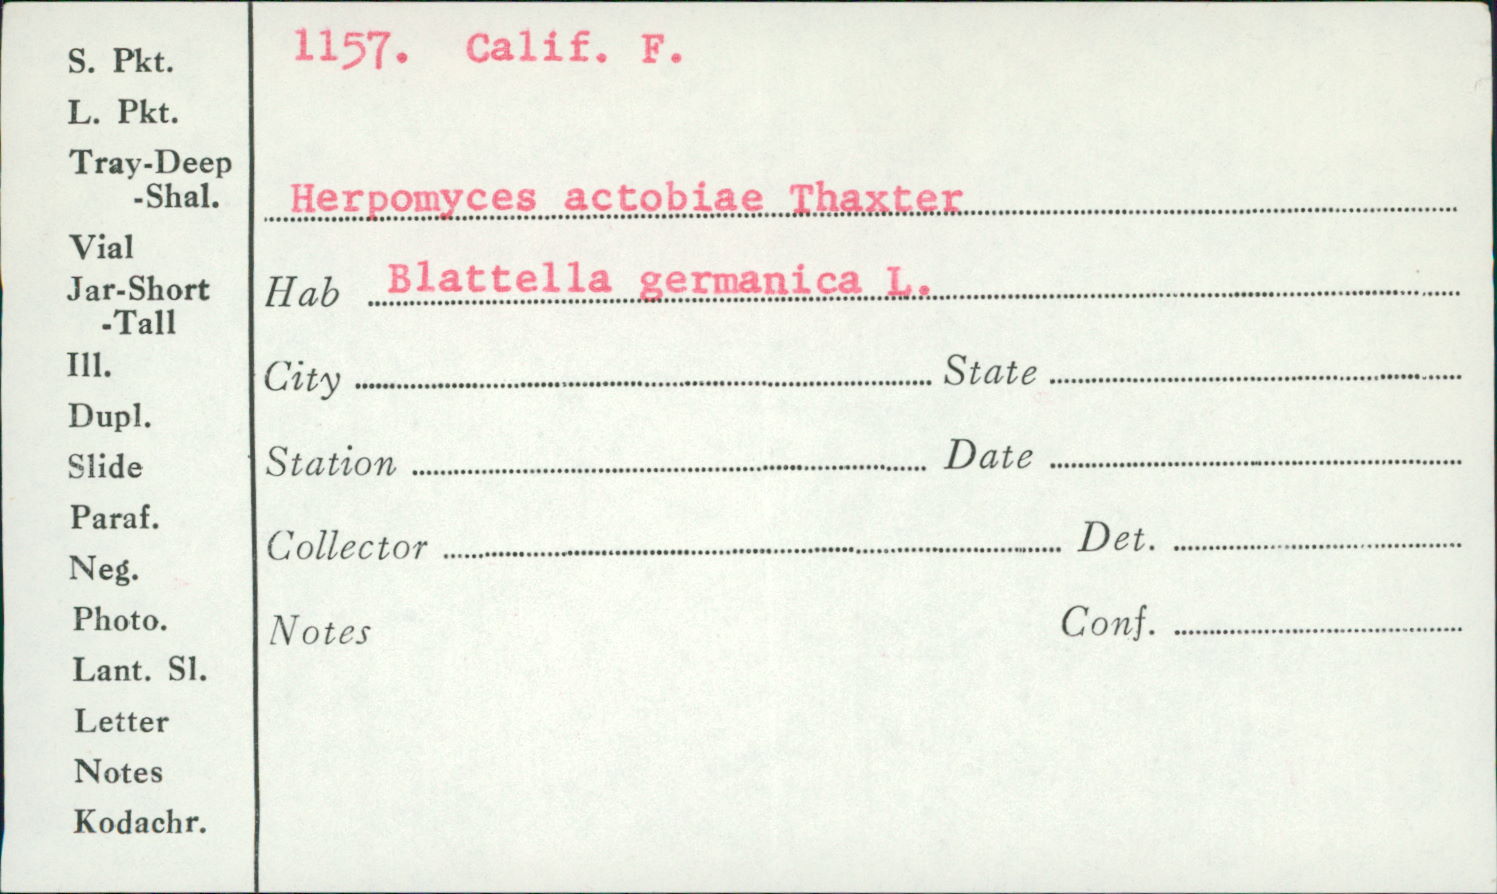 S. Pkt.
L. Pkt.
Tray-Deep
-Shal.
Vial
Jar-Short
-Tall
Ill.
Dupl.
Slide
Paraf.
Neg.
Photo.
Lant. Sl.
Letter
Notes
Kodachr.
1157. Calif. F.
Herpomyces actobiae Thaxter
Hab Blattella germanica L.
City State
Station Date
Collector Det.
Notes Conf.